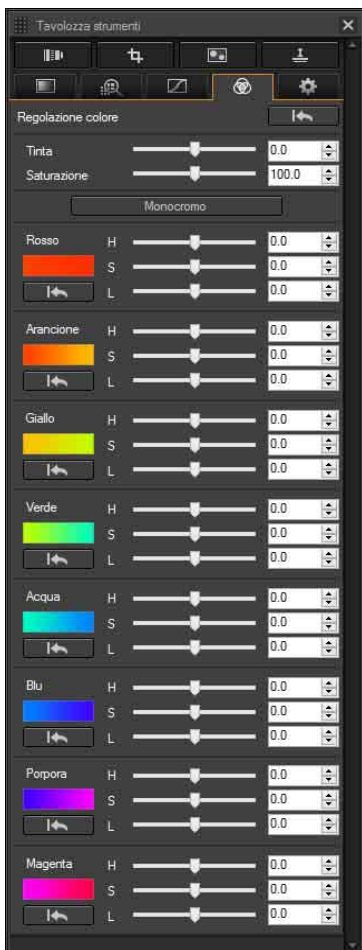 Tavolozza strumenti
Regolazione colore
Tinta 0.0
Saturazione 100.0
Monocromo
Rosso H 0.0
S 0.0
L 0.0
Arancione H 0.0
S 0.0
L 0.0
Giallo H 0.0
S 0.0
L 0.0
Verde H 0.0
S 0.0
L 0.0
Acqua H 0.0
S 0.0
L 0.0
Blu H 0.0
S 0.0
L 0.0
Porpora H 0.0
S 0.0
L 0.0
Magenta H 0.0
S 0.0
L 0.0